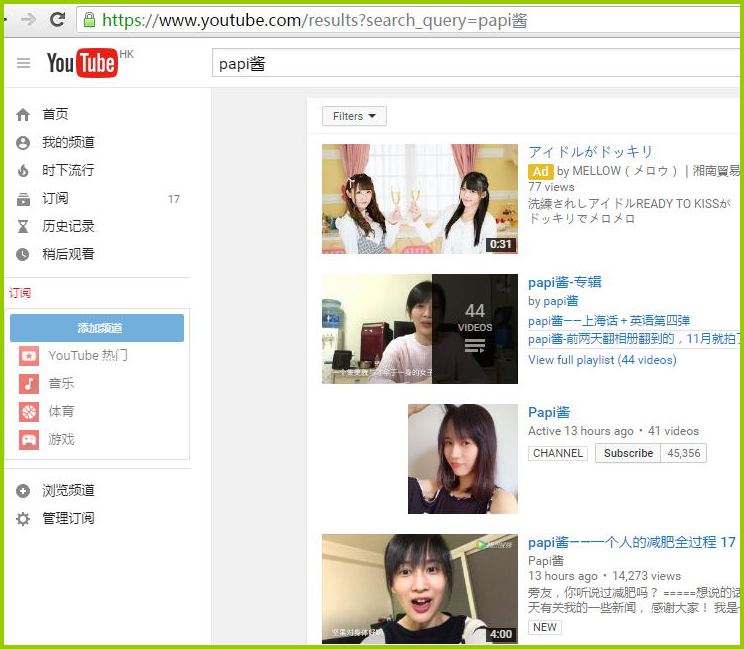 https://www.youtube.com/results?search_query=papi酱
YouTube HK
papi酱
首页
我的频道
时下流行
订阅 17
历史记录
稍后观看
订阅
添加频道
YouTube 热门
音乐
体育
游戏
浏览频道
管理订阅
Filters
アイドルがドッキリ
Ad by MELLOW（メロウ）｜湘南貿易
77 views
洗練されしアイドルREADY TO KISSが
ドッキリでメロメロ
0:31
papi酱-专辑
by papi酱
papi酱——上海话＋英语第四弹
papi酱-前两天翻相册翻到的，11月就拍了
View full playlist (44 videos)
44
VIDEOS
Papi酱
Active 13 hours ago • 41 videos
CHANNEL Subscribe 45,356
papi酱——一个人的减肥全过程 17
Papi酱
13 hours ago • 14,273 views
旁友，你听说过减肥吗？ =====想说的话
天有关我的一些新闻， 感谢大家！ 我是一
NEW
坚果对身体好
4:00